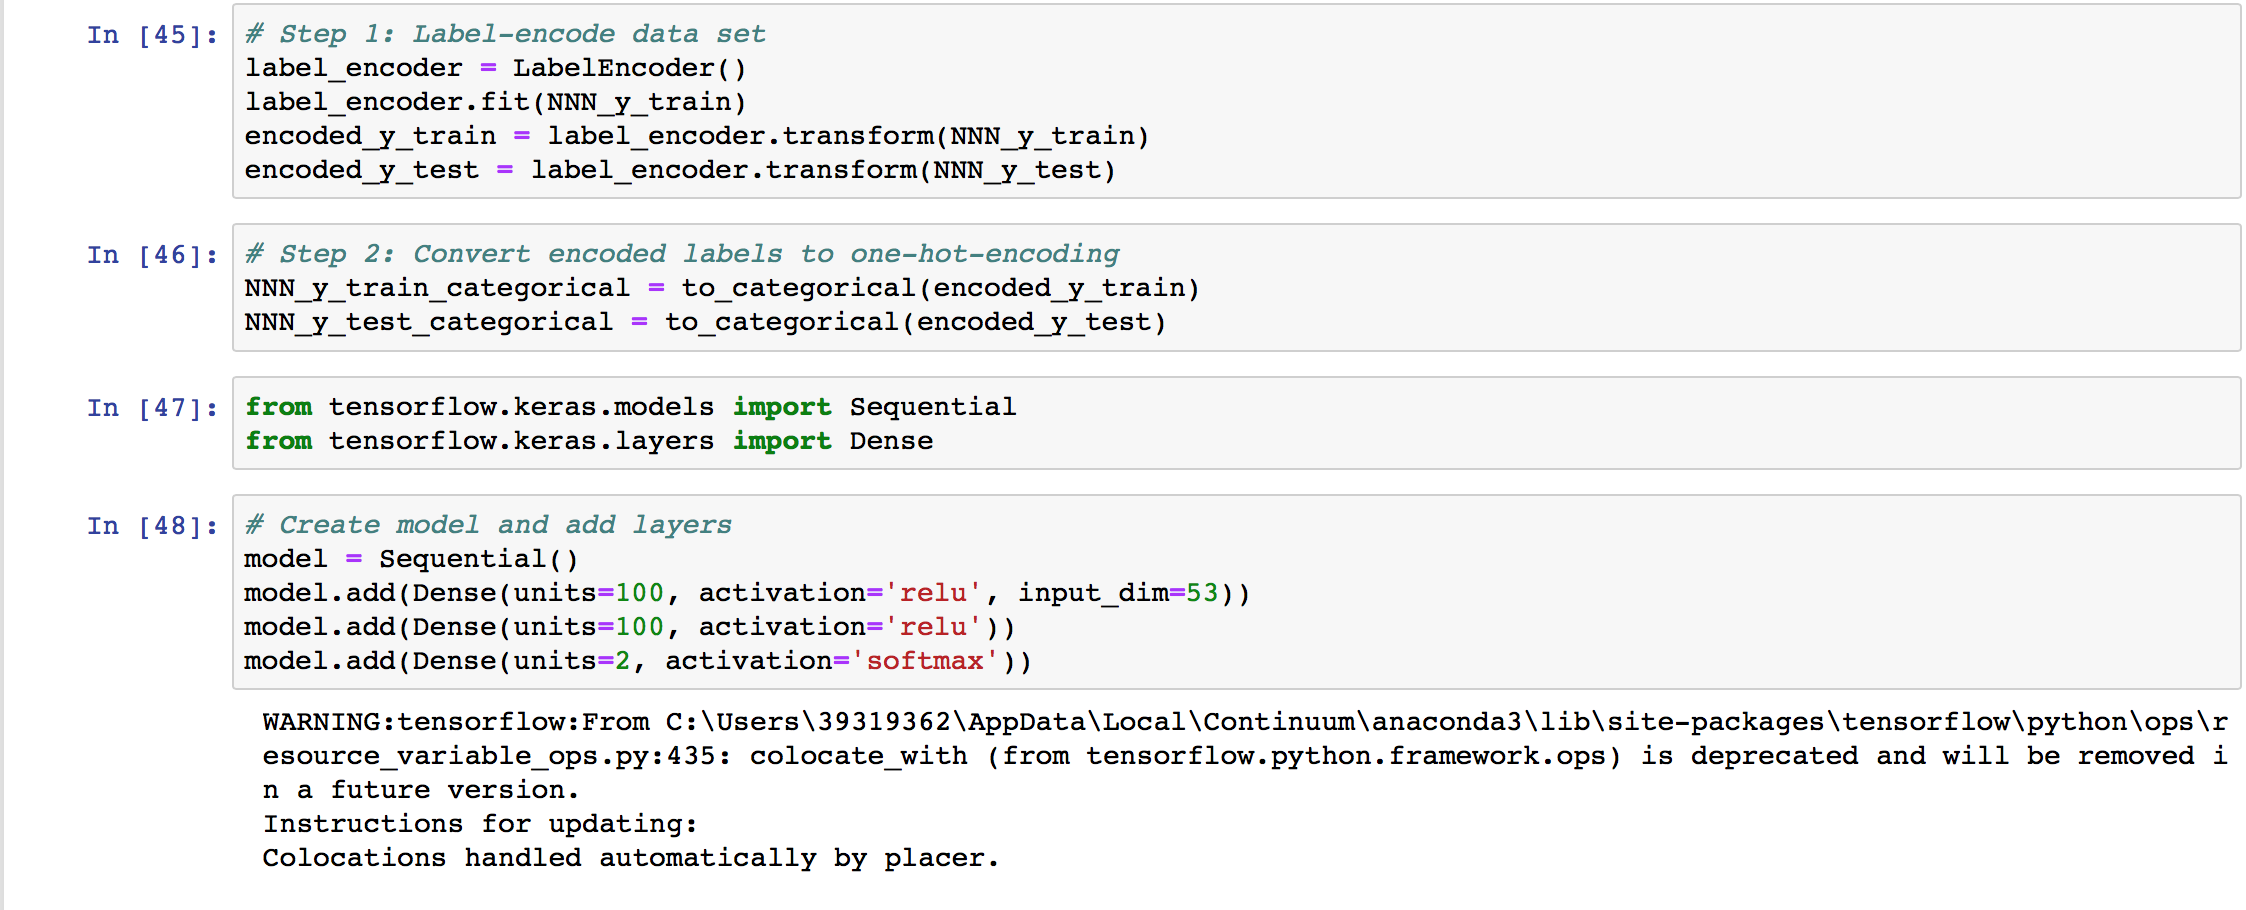 In [45]:
# Step 1: Label-encode data set
label_encoder = LabelEncoder()
label_encoder.fit(NNN_y_train)
encoded_y_train = label_encoder.transform(NNN_y_train)
encoded_y_test = label_encoder.transform(NNN_y_test)
In [46]:
# Step 2: Convert encoded labels to one-hot-encoding
NNN_y_train_categorical = to_categorical(encoded_y_train)
NNN_y_test_categorical = to_categorical(encoded_y_test)
In [47]:
from tensorflow.keras.models import Sequential
from tensorflow.keras.layers import Dense
In [48]:
# Create model and add layers
model = Sequential()
model.add(Dense(units=100, activation='relu', input_dim=53))
model.add(Dense(units=100, activation='relu'))
model.add(Dense(units=2, activation='softmax'))
WARNING:tensorflow:From C:\Users\39319362\AppData\Local\Continuum\anaconda3\lib\site-packages\tensorflow\python\ops\r
esource_variable_ops.py:435: colocate_with (from tensorflow.python.framework.ops) is deprecated and will be removed i
n a future version.
Instructions for updating:
Colocations handled automatically by placer.